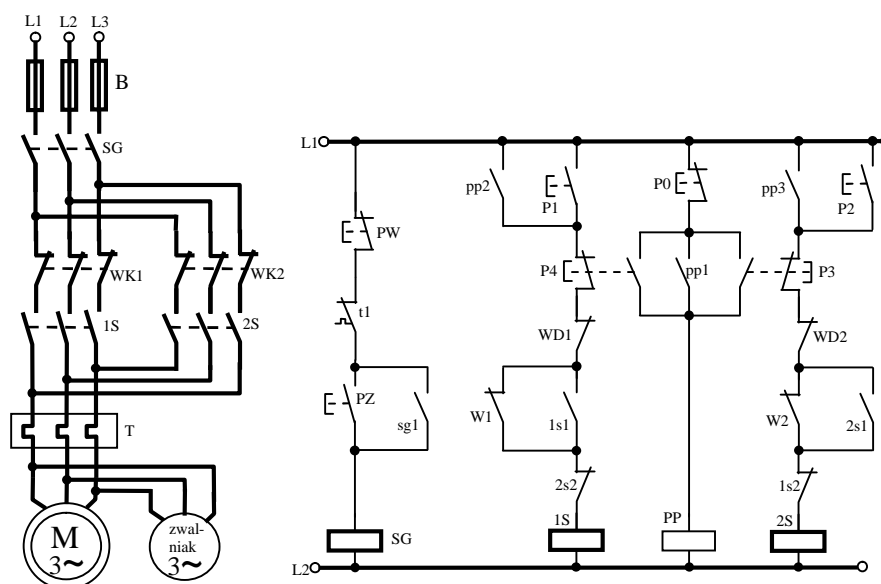 L1 L2 L3
B
SG
WK1 WK2
1S 2S
T
M
3~
zwal-
niak
3~
L1
pp2 P1 P0 pp3 P2
PW
P4 pp1 P3
t1
WD1 WD2
PZ sg1 W1 1s1 W2 2s1
2s2 1s2
SG 1S PP 2S
L2